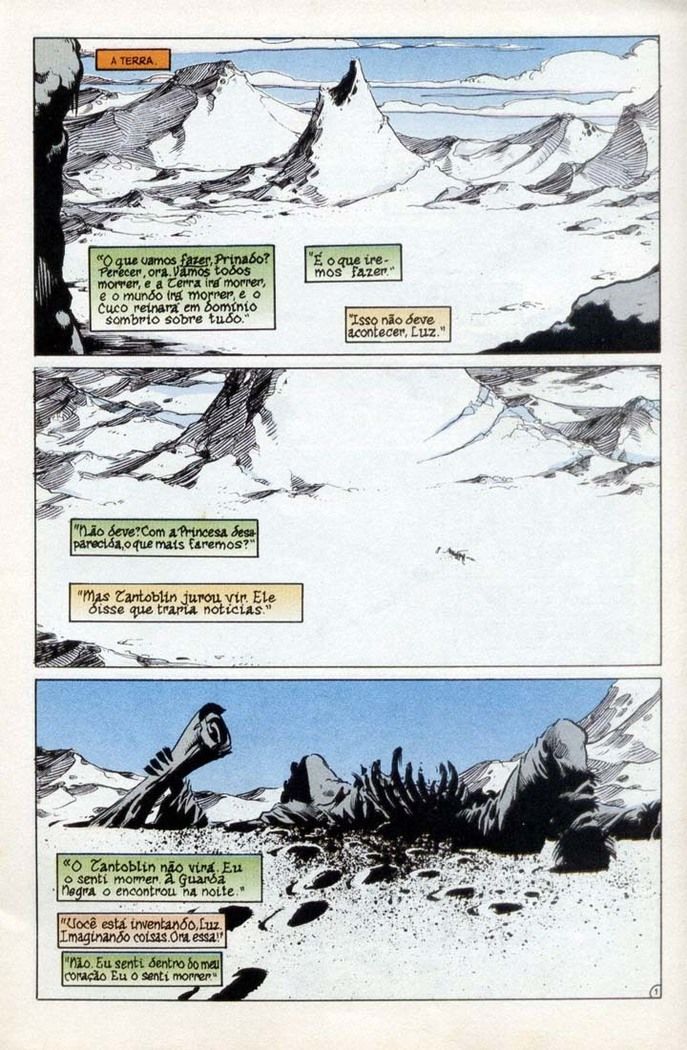 A TERRA.
"O que vamos fazer, Prinado?
Perecer, ora. Vamos todos
morrer, e a Terra irá morrer,
e o mundo irá morrer, e o
Cuco reinará em domínio
sombrio sobre tudo."
"É o que ire-
mos fazer."
"Isso não deve
acontecer, Luz."
"Não deve? Com a Princesa desa-
parecida, o que mais faremos?"
"Mas Tantoblin jurou vir. Ele
disse que traria notícias."
"O Tantoblin não virá. Eu
o senti morrer. A Guarda
Negra o encontrou na noite."
"Você está inventando, Luz.
Imaginando coisas. Ora essa!"
"Não. Eu senti dentro do meu
coração. Eu o senti morrer."
1